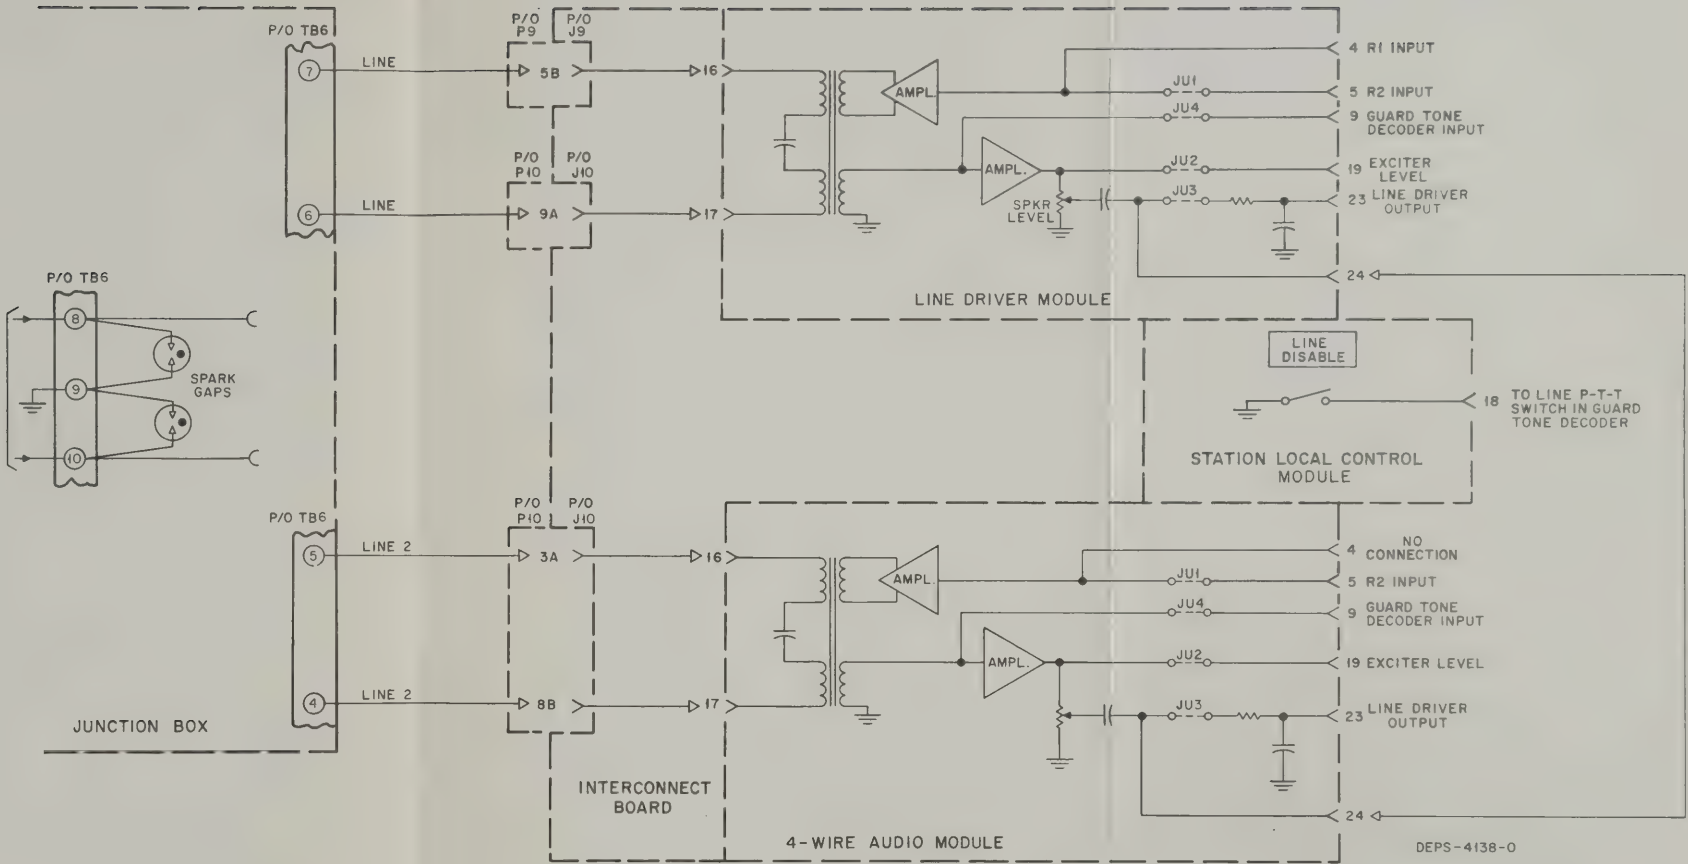 P/O TB6
7
LINE
6
LINE
P/O P9
P/O J9
5B
P/O P10
P/O J10
9A
16
17
AMPL.
AMPL.
SPKR LEVEL
JU1
JU4
JU2
JU3
4 R1 INPUT
5 R2 INPUT
9 GUARD TONE
DECODER INPUT
19 EXCITER
LEVEL
23 LINE DRIVER
OUTPUT
24
LINE DRIVER MODULE
P/O TB6
8
9
10
SPARK
GAPS
LINE
DISABLE
18 TO LINE P-T-T
SWITCH IN GUARD
TONE DECODER
STATION LOCAL CONTROL
MODULE
P/O TB6
5
LINE 2
4
LINE 2
JUNCTION BOX
P/O P10
P/O J10
3A
8B
16
17
INTERCONNECT
BOARD
AMPL.
AMPL.
JU1
JU4
JU2
JU3
4 NO
CONNECTION
5 R2 INPUT
9 GUARD TONE
DECODER INPUT
19 EXCITER LEVEL
23 LINE DRIVER
OUTPUT
24
4-WIRE AUDIO MODULE
DEPS-4138-O